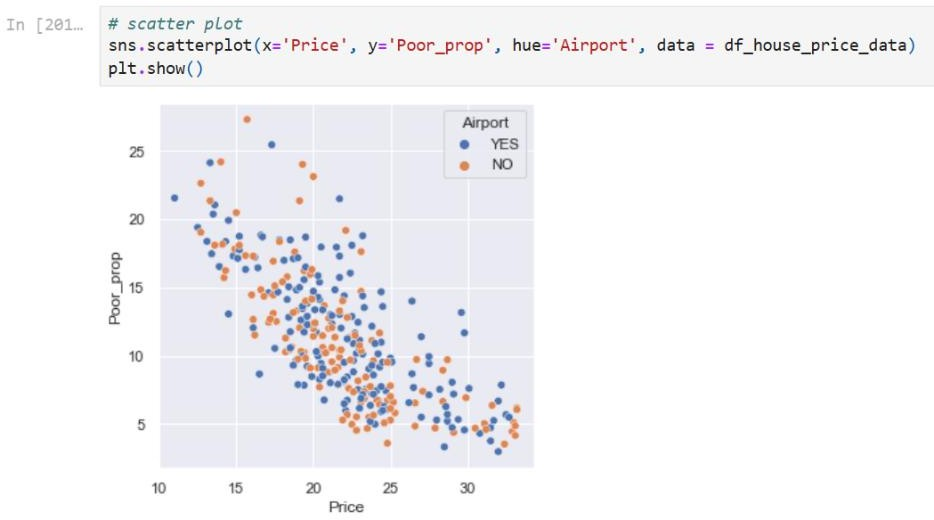 In [201…
# scatter plot
sns.scatterplot(x='Price', y='Poor_prop', hue='Airport', data = df_house_price_data)
plt.show()
Airport
YES
NO
25
20
15
10
5
Poor_prop
10 15 20 25 30
Price